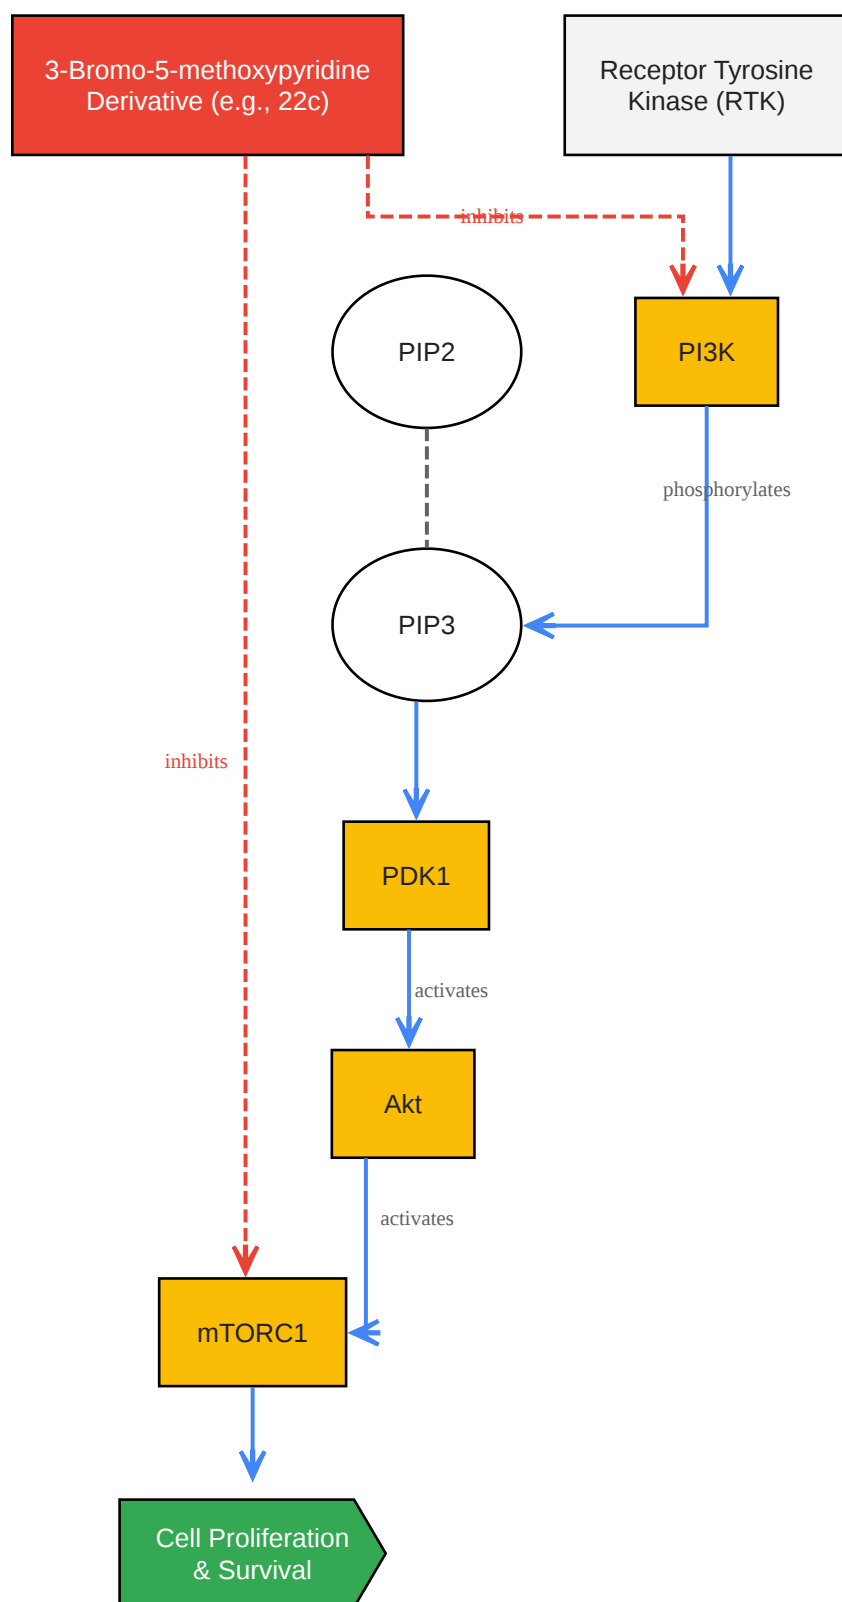 3-Bromo-5-methoxypyridine
Derivative (e.g., 22c)
Receptor Tyrosine
Kinase (RTK)
inhibits
PIP2
PI3K
phosphorylates
PIP3
inhibits
PDK1
activates
Akt
activates
mTORC1
Cell Proliferation
& Survival